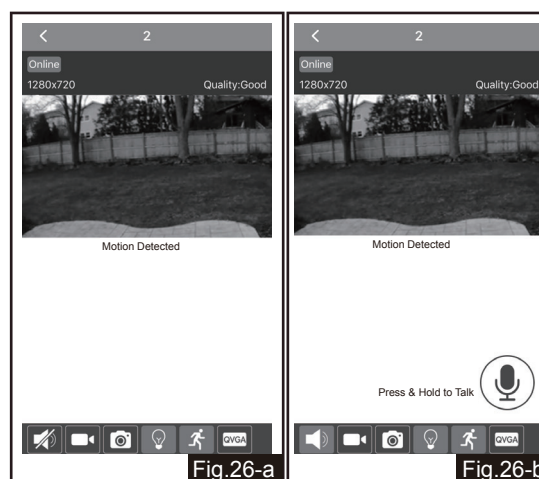 2
Online
1280x720 Quality:Good
Motion Detected
QVGA
Fig.26-a
2
Online
1280x720 Quality:Good
Motion Detected
Press & Hold to Talk
QVGA
Fig.26-b